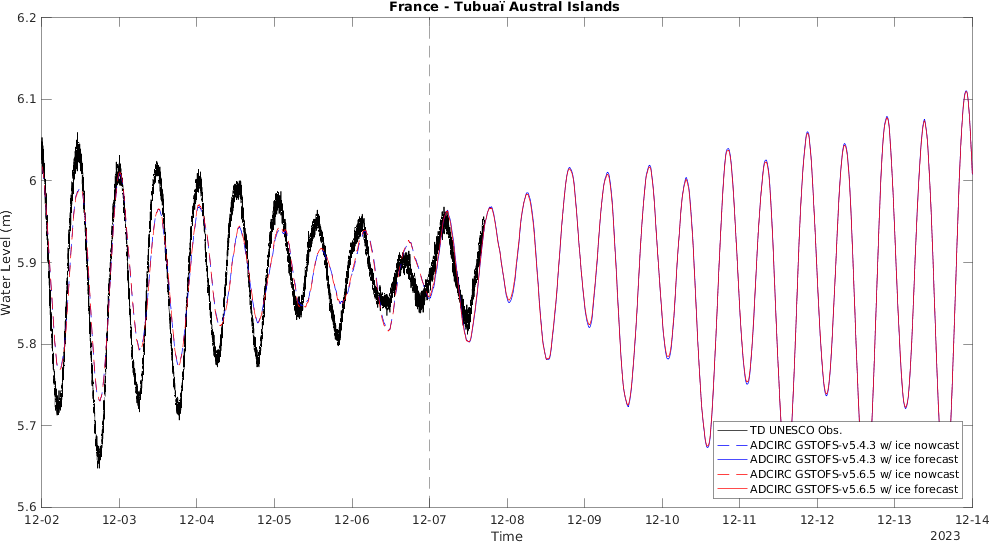 France - Tubuaï Austral Islands
6.2
6.1
6
5.9
5.8
5.7
5.6
Water Level (m)
TD UNESCO Obs.
ADCIRC GSTOFS-v5.4.3 w/ ice nowcast
ADCIRC GSTOFS-v5.4.3 w/ ice forecast
ADCIRC GSTOFS-v5.6.5 w/ ice nowcast
ADCIRC GSTOFS-v5.6.5 w/ ice forecast
12-02 12-03 12-04 12-05 12-06 12-07 12-08 12-09 12-10 12-11 12-12 12-13 12-14
Time
2023